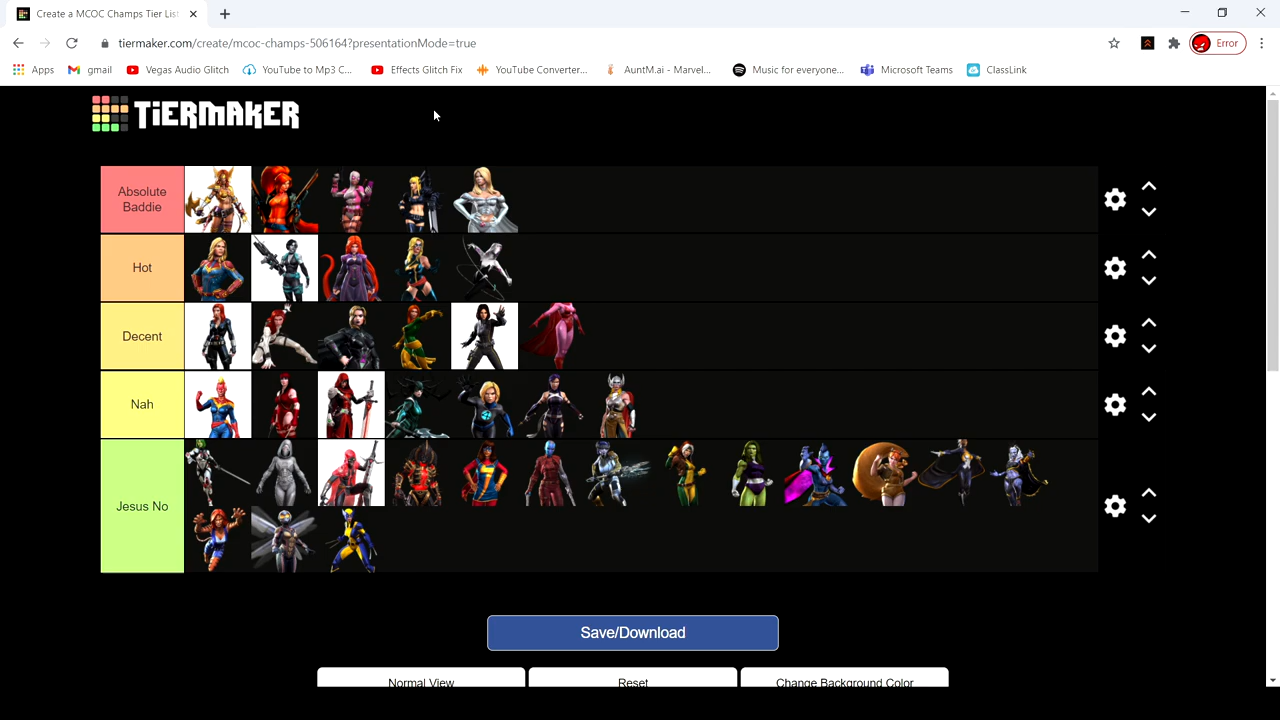 Create a MCOC Champs Tier List
tiermaker.com/create/mcoc-champs-506164?presentationMode=true
Error
Apps
gmail
Vegas Audio Glitch
YouTube to Mp3 C...
Effects Glitch Fix
YouTube Converter...
AuntM.ai - Marvel...
Music for everyone...
Microsoft Teams
ClassLink
TiERMAKER
Absolute
Baddie
Hot
Decent
Nah
Jesus No
Save/Download
Normal View
Reset
Change Background Color